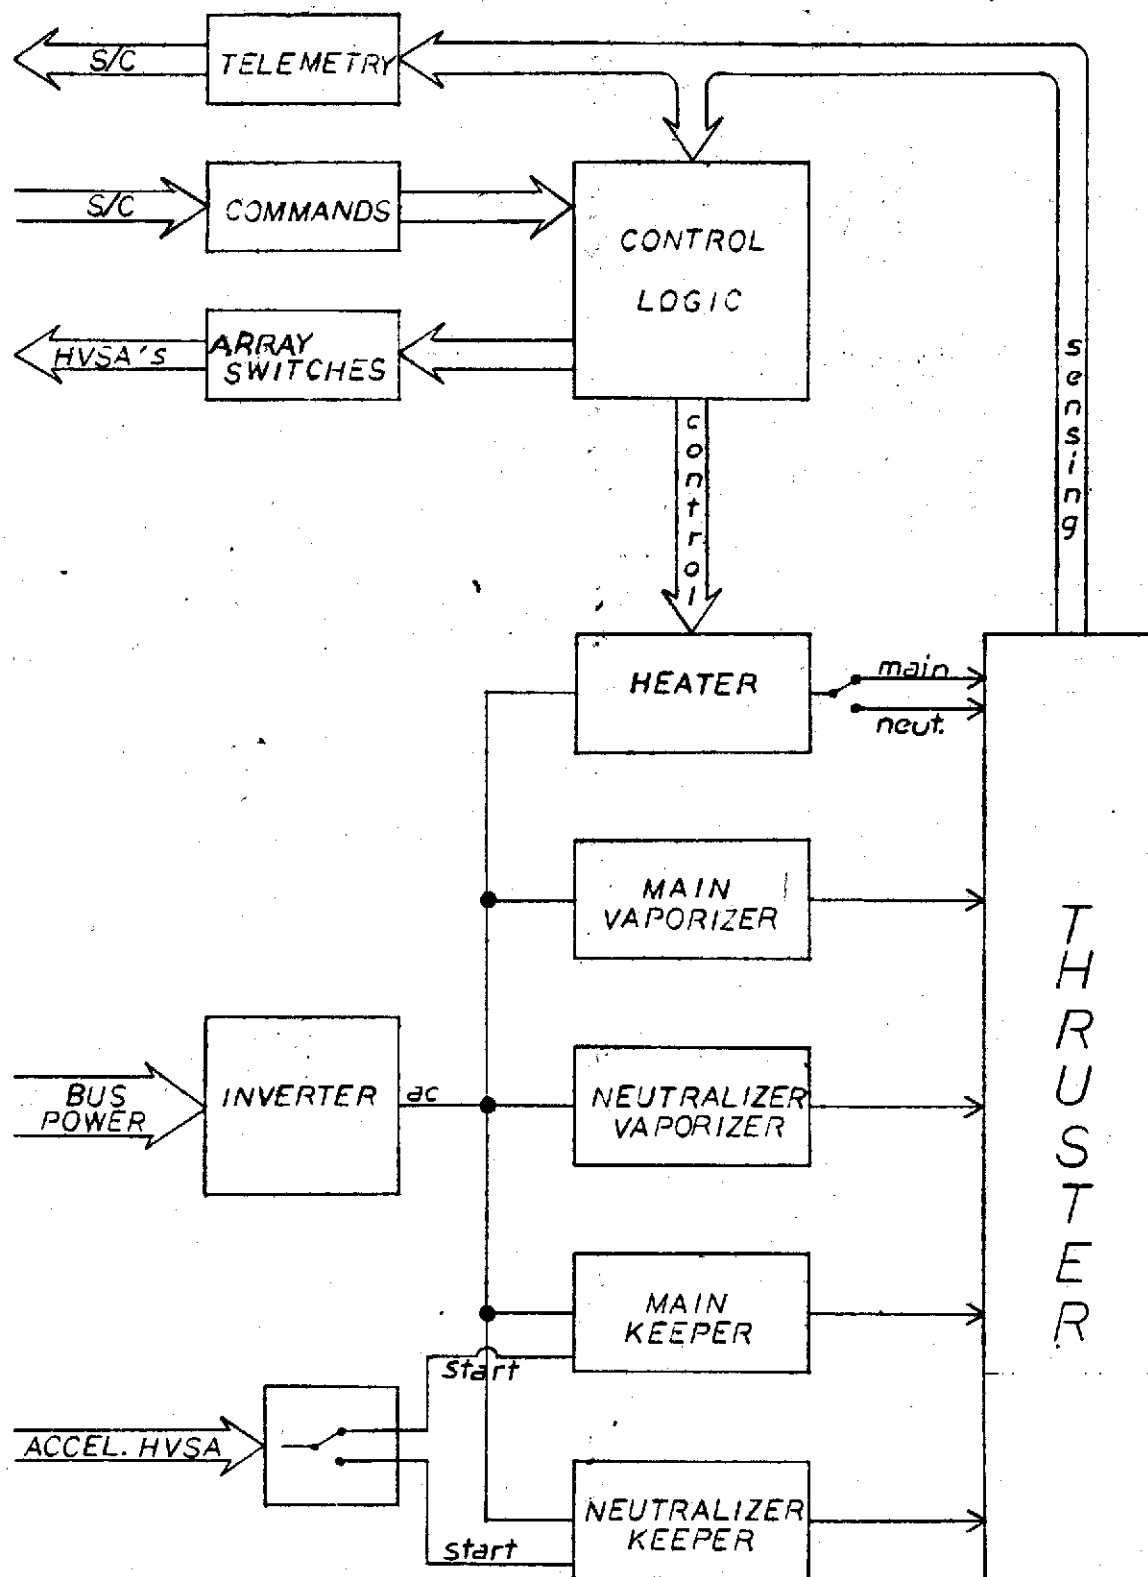 S/C
TELEMETRY
S/C
COMMANDS
CONTROL
LOGIC
HVSA's
ARRAY
SWITCHES
sensing
control
HEATER
main
neut.
MAIN
VAPORIZER
THRUSTER
BUS
POWER
INVERTER
ac
NEUTRALIZER
VAPORIZER
MAIN
KEEPER
start
ACCEL. HVSA
NEUTRALIZER
KEEPER
start